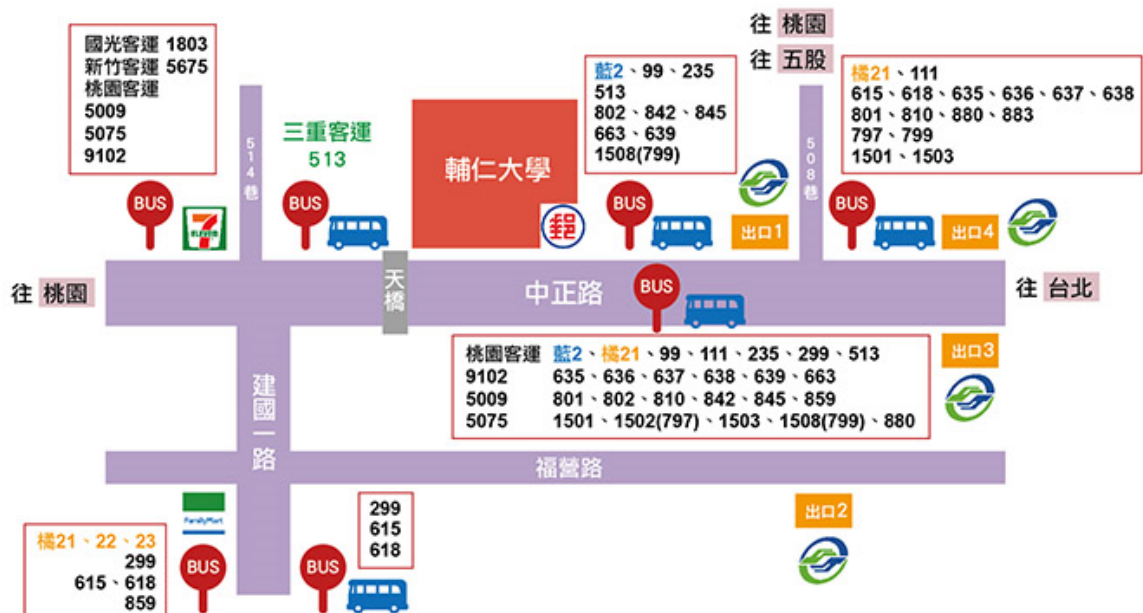 國光客運 1803
新竹客運 5675
桃園客運
5009
5075
9102
BUS
7
ELEVEN
514巷
三重客運
513
BUS
輔仁大學
郵
藍2、99、235
513
802、842、845
663、639
1508(799)
BUS
出口1
往 桃園
往 五股
508巷
橘21、111
615、618、635、636、637、638
801、810、880、883
797、799
1501、1503
BUS
出口4
往 桃園
天橋
中正路
BUS
往 台北
桃園客運 藍2、橘21、99、111、235、299、513
9102 635、636、637、638、639、663
5009 801、802、810、842、845、859
5075 1501、1502(797)、1503、1508(799)、880
出口3
建國一路
福營路
FamilyMart
橘21、22、23
299
615、618
859
BUS
299
615
618
BUS
出口2